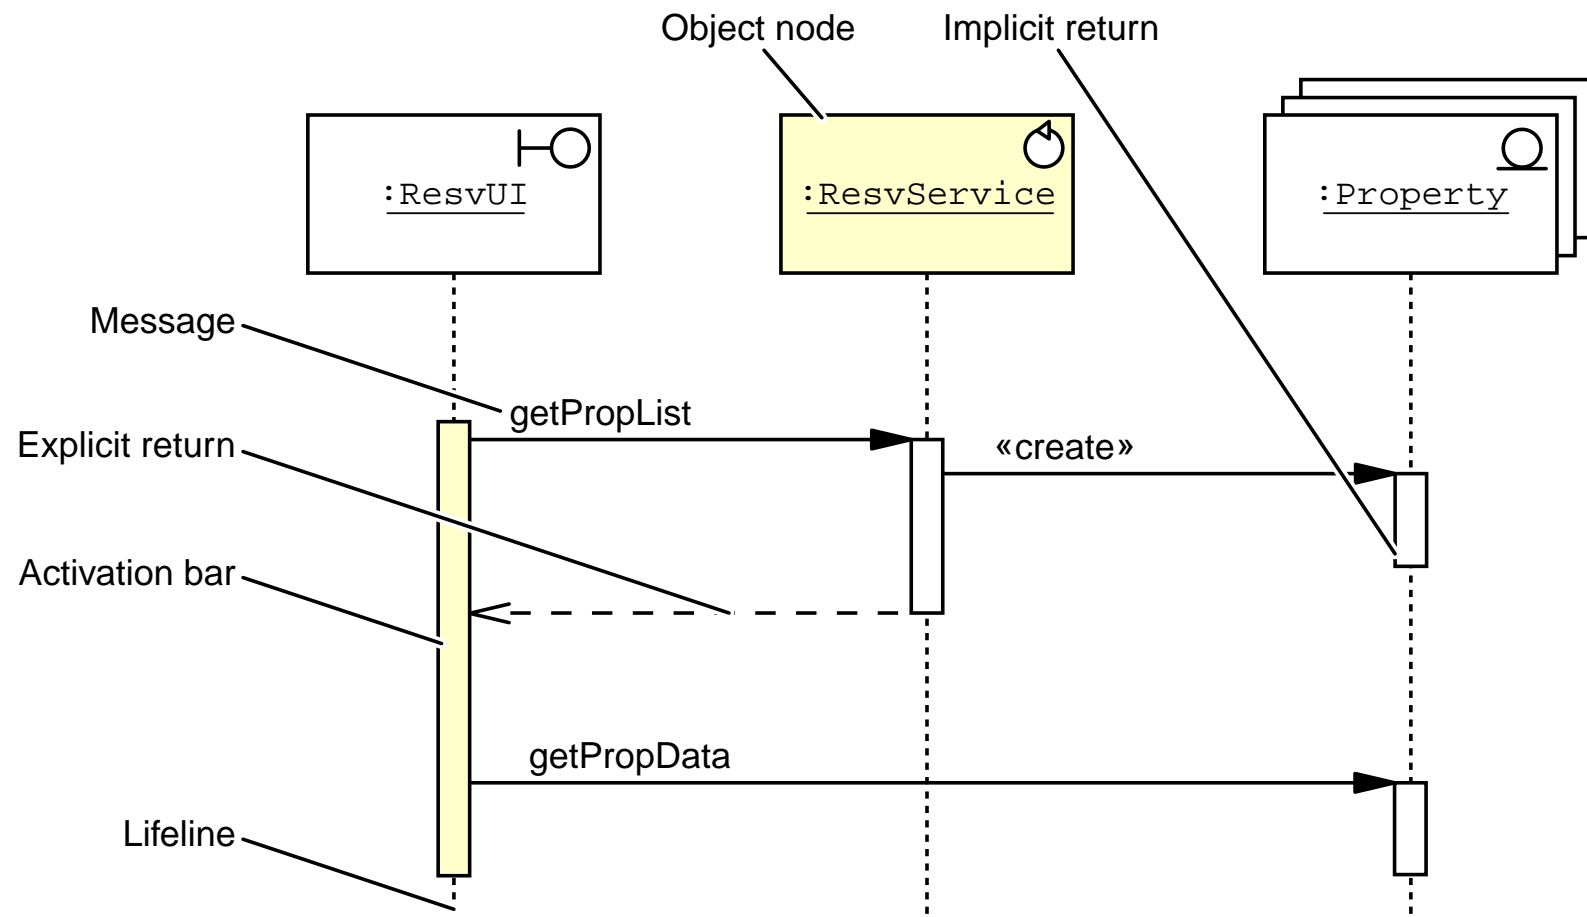 Object node
Implicit return
:ResvUI
:ResvService
:Property
Message
getPropList
Explicit return
«create»
Activation bar
getPropData
Lifeline